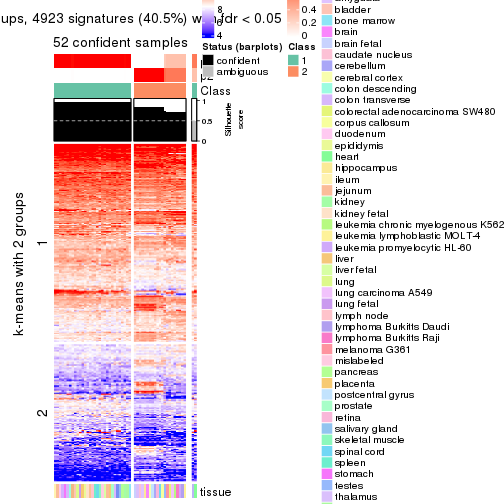 ups, 4923 signatures (40.5%) with fdr < 0.05
52 confident samples
p2
Class
1
0.5
0
Silhouette
score
k-means with 2 groups
1
2
tissue
8
6
4
0.4
0.2
0
Status (barplots)
confident
ambiguous
Class
1
2
bladder
bone marrow
brain
brain fetal
caudate nucleus
cerebellum
cerebral cortex
colon descending
colon transverse
colorectal adenocarcinoma SW480
corpus callosum
duodenum
epididymis
heart
hippocampus
ileum
jejunum
kidney
kidney fetal
leukemia chronic myelogenous K562
leukemia lymphoblastic MOLT-4
leukemia promyelocytic HL-60
liver
liver fetal
lung
lung carcinoma A549
lung fetal
lymph node
lymphoma Burkitts Daudi
lymphoma Burkitts Raji
melanoma G361
mislabeled
pancreas
placenta
postcentral gyrus
prostate
retina
salivary gland
skeletal muscle
spinal cord
spleen
stomach
testes
thalamus